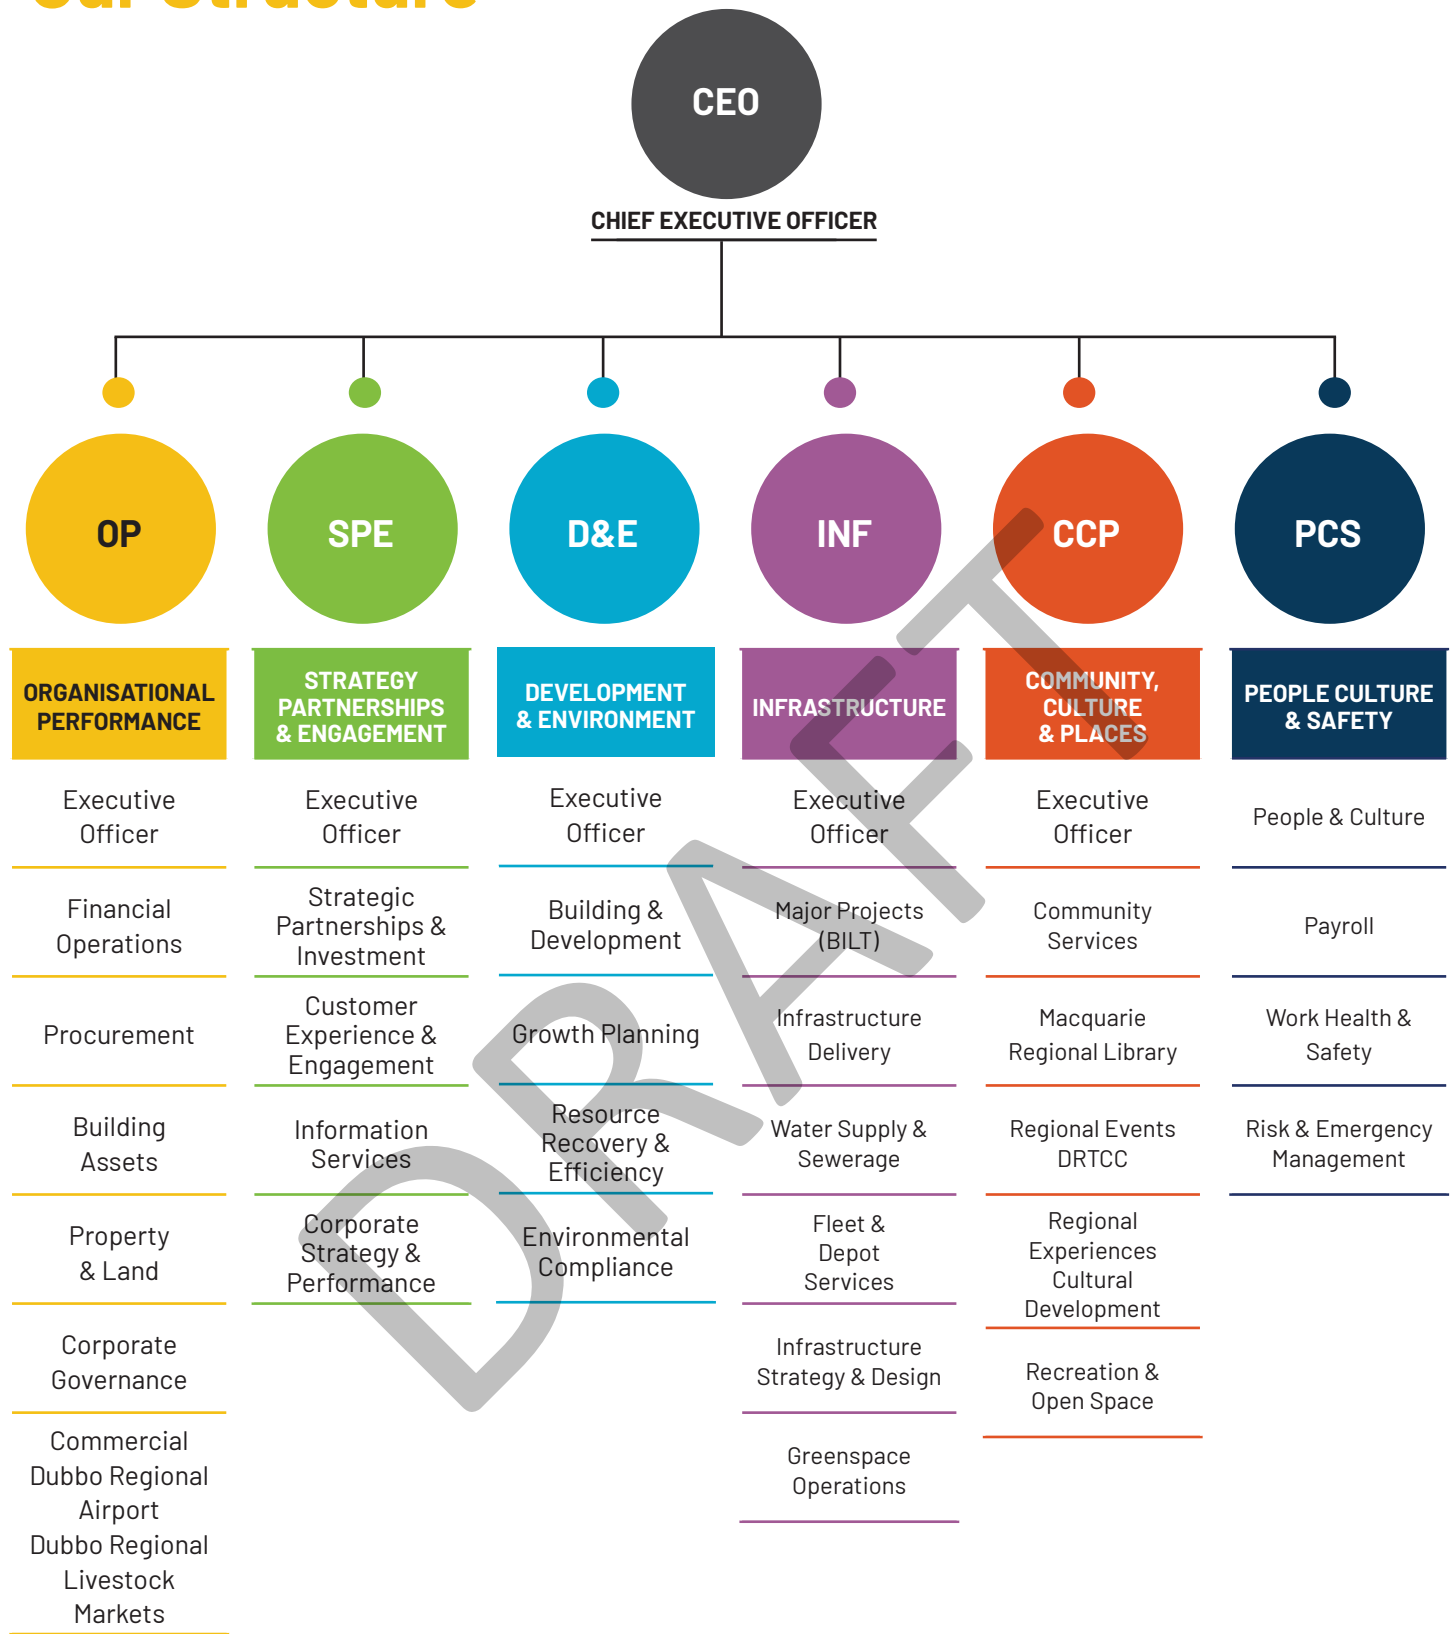 Our Structure
CEO
CHIEF EXECUTIVE OFFICER
OP
SPE
D&E
INF
CCP
PCS
ORGANISATIONAL
PERFORMANCE
Executive
Officer
Financial
Operations
Procurement
Building
Assets
Property
& Land
Corporate
Governance
Commercial
Dubbo Regional
Airport
Dubbo Regional
Livestock
Markets
STRATEGY
PARTNERSHIPS
& ENGAGEMENT
Executive
Officer
Strategic
Partnerships &
Investment
Customer
Experience &
Engagement
Information
Services
Corporate
Strategy &
Performance
DEVELOPMENT
& ENVIRONMENT
Executive
Officer
Building &
Development
Growth Planning
Resource
Recovery &
Efficiency
Environmental
Compliance
INFRASTRUCTURE
Executive
Officer
Major Projects
(BILT)
Infrastructure
Delivery
Water Supply &
Sewerage
Fleet &
Depot
Services
Infrastructure
Strategy & Design
Greenspace
Operations
COMMUNITY,
CULTURE
& PLACES
Executive
Officer
Community
Services
Macquarie
Regional Library
Regional Events
DRTCC
Regional
Experiences
Cultural
Development
Recreation &
Open Space
PEOPLE CULTURE
& SAFETY
People & Culture
Payroll
Work Health &
Safety
Risk & Emergency
Management
DRAFT